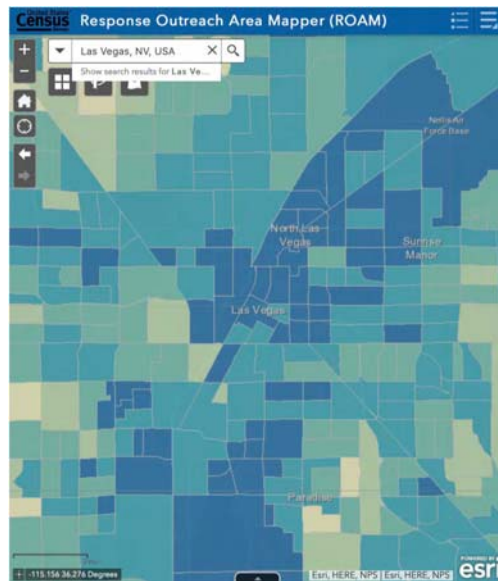 United States
Census
Bureau
Response Outreach Area Mapper (ROAM)
Las Vegas, NV, USA
Show search results for Las Ve...
Nellis Air
Force Base
North Las
Vegas
Sunrise
Manor
Las Vegas
Paradise
-115.156 36.276 Degrees
Esri, HERE, NPS | Esri, HERE, NPS
POWERED BY
esri